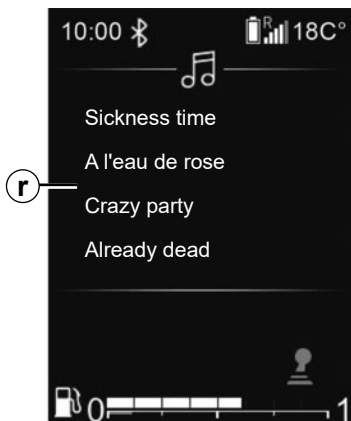 10:00 R 18C°
Sickness time
A l'eau de rose
r
Crazy party
Already dead
0 1